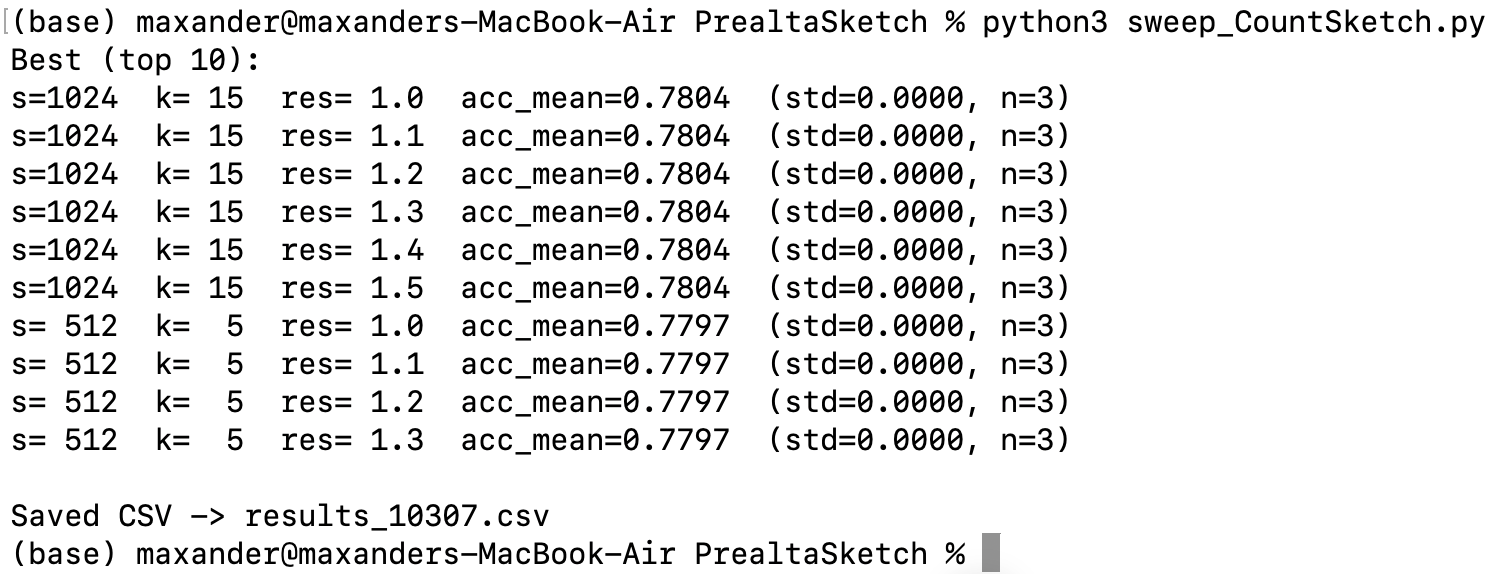 [(base) maxander@maxanders-MacBook-Air PrealtaSketch % python3 sweep_CountSketch.py
Best (top 10):
s=1024  k= 15  res= 1.0  acc_mean=0.7804  (std=0.0000, n=3)
s=1024  k= 15  res= 1.1  acc_mean=0.7804  (std=0.0000, n=3)
s=1024  k= 15  res= 1.2  acc_mean=0.7804  (std=0.0000, n=3)
s=1024  k= 15  res= 1.3  acc_mean=0.7804  (std=0.0000, n=3)
s=1024  k= 15  res= 1.4  acc_mean=0.7804  (std=0.0000, n=3)
s=1024  k= 15  res= 1.5  acc_mean=0.7804  (std=0.0000, n=3)
s= 512  k=  5  res= 1.0  acc_mean=0.7797  (std=0.0000, n=3)
s= 512  k=  5  res= 1.1  acc_mean=0.7797  (std=0.0000, n=3)
s= 512  k=  5  res= 1.2  acc_mean=0.7797  (std=0.0000, n=3)
s= 512  k=  5  res= 1.3  acc_mean=0.7797  (std=0.0000, n=3)
Saved CSV -> results_10307.csv
(base) maxander@maxanders-MacBook-Air PrealtaSketch %